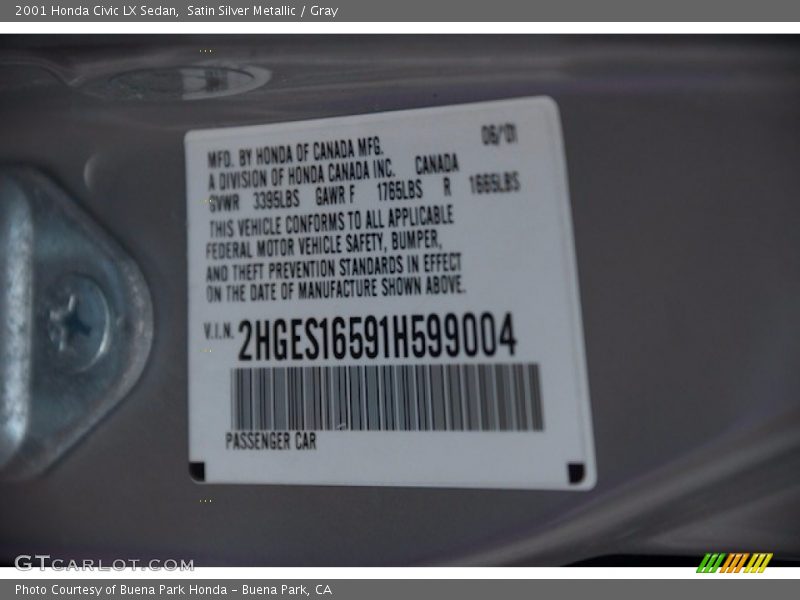 2001 Honda Civic LX Sedan,  Satin Silver Metallic / Gray
06/01
MFD. BY HONDA OF CANADA MFG.
A DIVISION OF HONDA CANADA INC. CANADA
GVWR 3395LBS GAWR F 1765LBS R 1665LBS
THIS VEHICLE CONFORMS TO ALL APPLICABLE
FEDERAL MOTOR VEHICLE SAFETY, BUMPER,
AND THEFT PREVENTION STANDARDS IN EFFECT
ON THE DATE OF MANUFACTURE SHOWN ABOVE.
V.I.N. 2HGES16591H599004
PASSENGER CAR
GTCARLOT.COM
Photo Courtesy of Buena Park Honda - Buena Park, CA